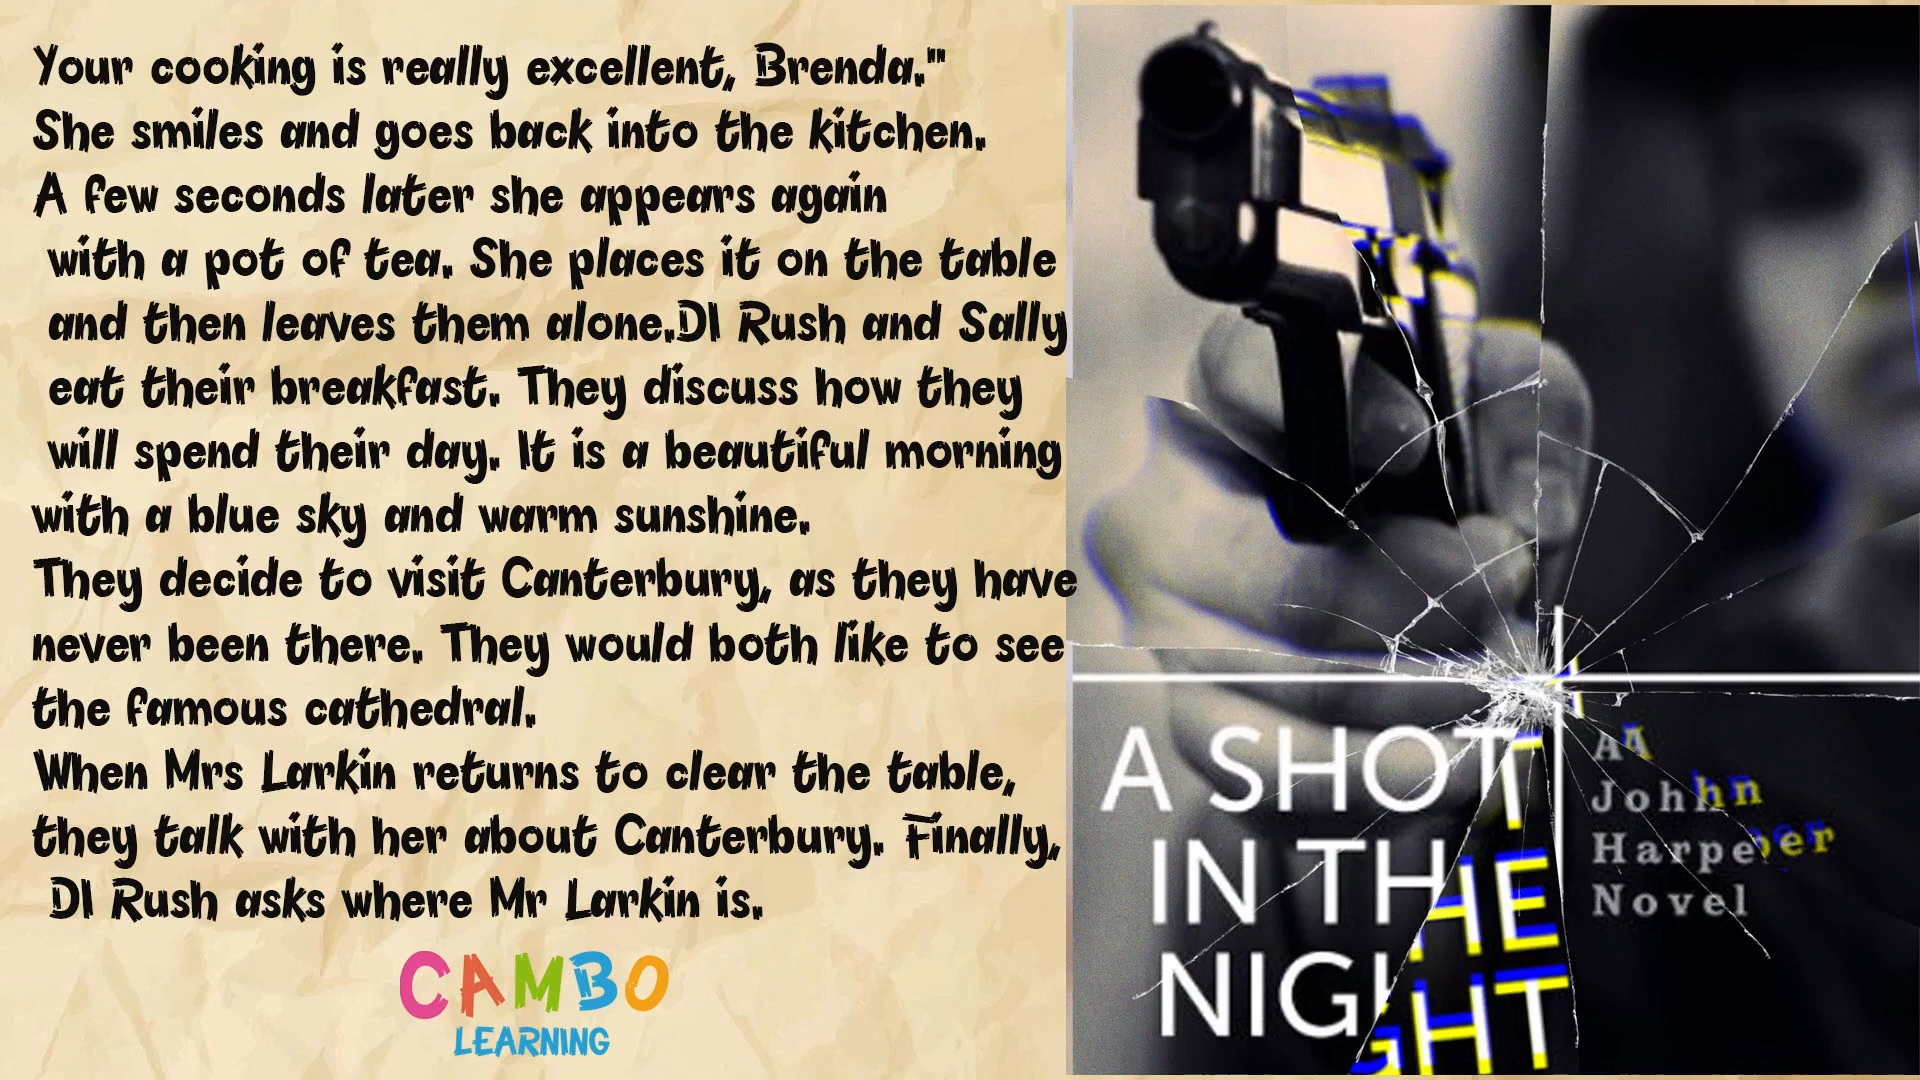 Your cooking is really excellent, Brenda.""
She smiles and goes back into the kitchen.
A few seconds later she appears again
with a pot of tea. She places it on the table
and then leaves them alone.DI Rush and Sally
eat their breakfast. They discuss how they
will spend their day. It is a beautiful morning
with a blue sky and warm sunshine.
They decide to visit Canterbury, as they have
never been there. They would both like to see
the famous cathedral.
When Mrs Larkin returns to clear the table,
they talk with her about Canterbury. Finally,
DI Rush asks where Mr Larkin is.
CAMBO
LEARNING
A SHOT
IN THE
NIGHT
A
John
Harper
Novel